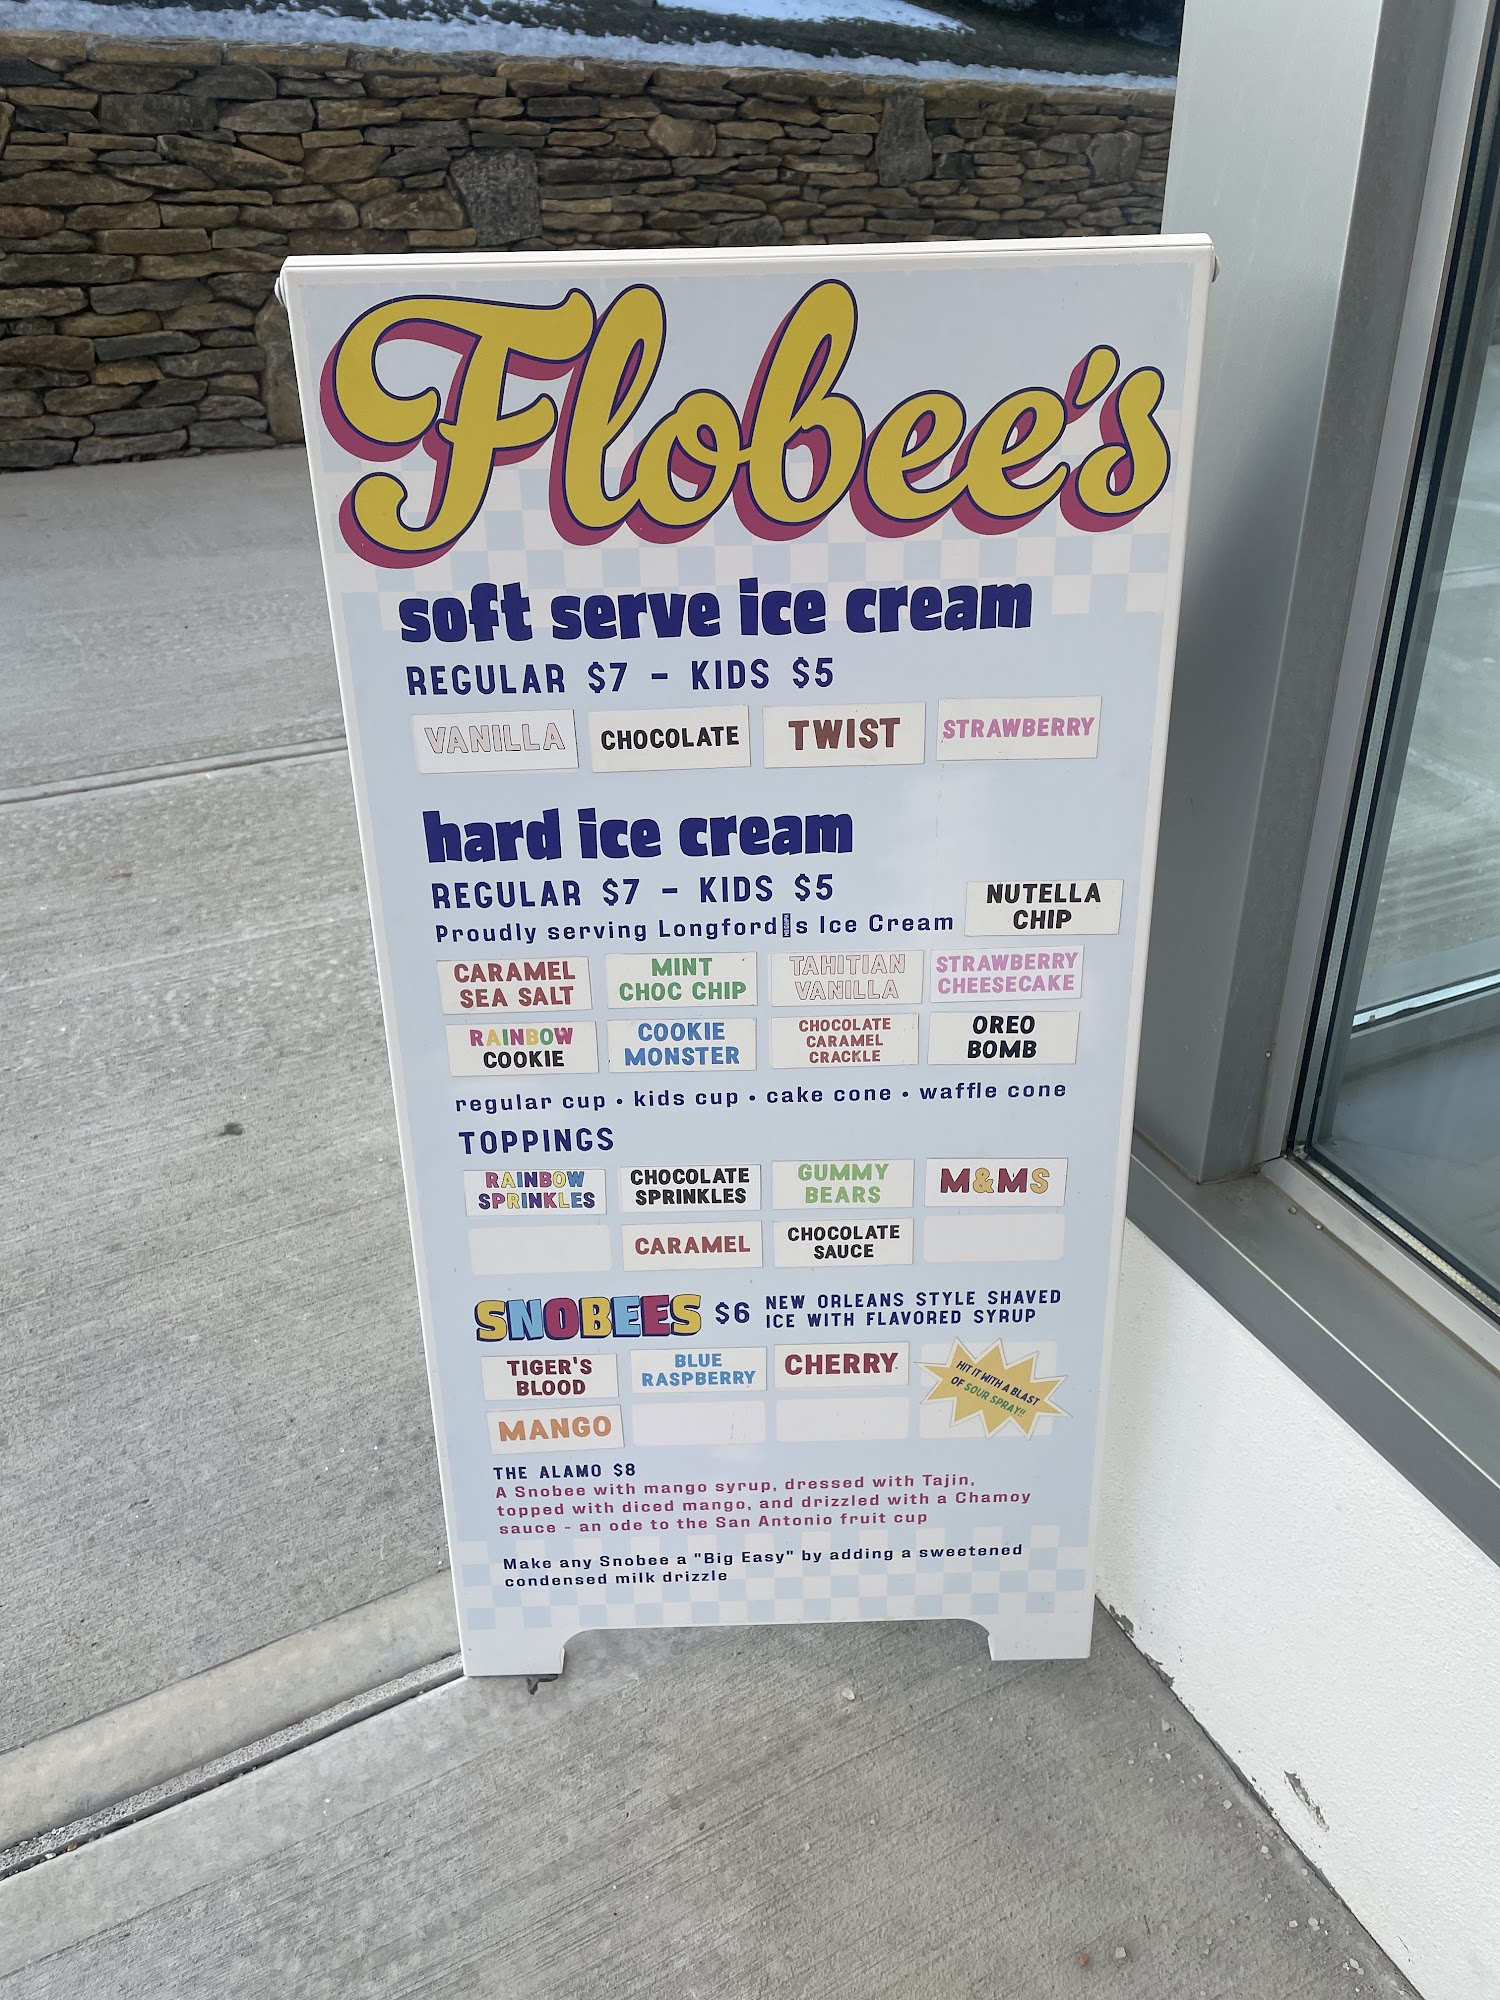 Flobee's
soft serve ice cream
REGULAR $7 - KIDS $5
VANILLA CHOCOLATE TWIST STRAWBERRY
hard ice cream
REGULAR $7 - KIDS $5
NUTELLA
CHIP
Proudly serving Longford s Ice Cream
CARAMEL
SEA SALT
MINT
CHOC CHIP
TAHITIAN
VANILLA
STRAWBERRY
CHEESECAKE
RAINBOW
COOKIE
COOKIE
MONSTER
CHOCOLATE
CARAMEL
CRACKLE
OREO
BOMB
regular cup • kids cup • cake cone • waffle cone
TOPPINGS
RAINBOW
SPRINKLES
CHOCOLATE
SPRINKLES
GUMMY
BEARS
M&MS
CARAMEL
CHOCOLATE
SAUCE
SNOBEES $6
NEW ORLEANS STYLE SHAVED
ICE WITH FLAVORED SYRUP
TIGER'S
BLOOD
BLUE
RASPBERRY
CHERRY
HIT IT WITH A BLAST
OF SOUR SPRAY!!
MANGO
THE ALAMO $8
A Snobee with mango syrup, dressed with Tajin,
topped with diced mango, and drizzled with a Chamoy
sauce - an ode to the San Antonio fruit cup
Make any Snobee a "Big Easy" by adding a sweetened
condensed milk drizzle